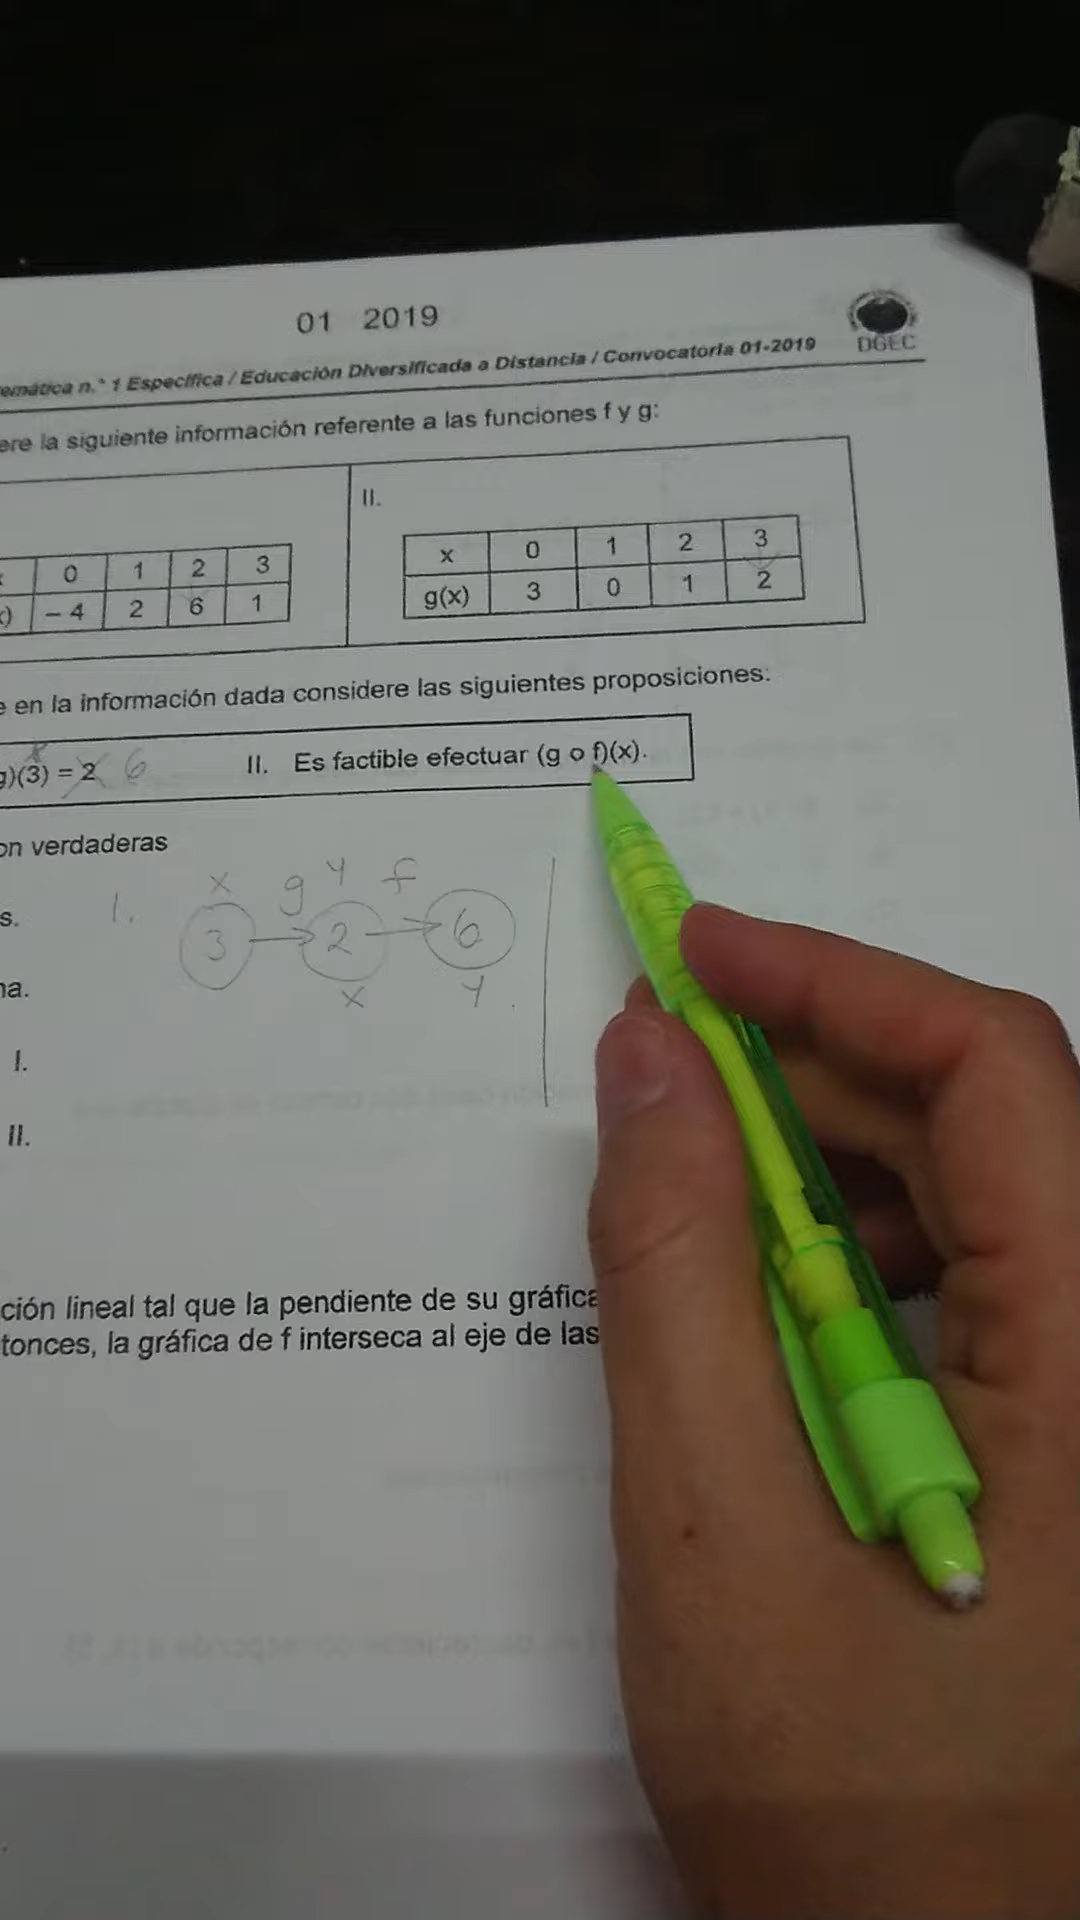 01 2019
DGEC
emática n.° 1 Específica / Educación Diversificada a Distancia / Convocatoria 01-2019
ere la siguiente información referente a las funciones f y g:
II.
0 1 2 3
x) – 4 2 6 1
x 0 1 2 3
g(x) 3 0 1 2
e en la información dada considere las siguientes proposiciones:
g)(3) = 2 6
II. Es factible efectuar (g o f)(x).
on verdaderas
s.
1.
x g y f
3 2 6
x y
na.
I.
II.
ción lineal tal que la pendiente de su gráfica
tonces, la gráfica de f interseca al eje de las